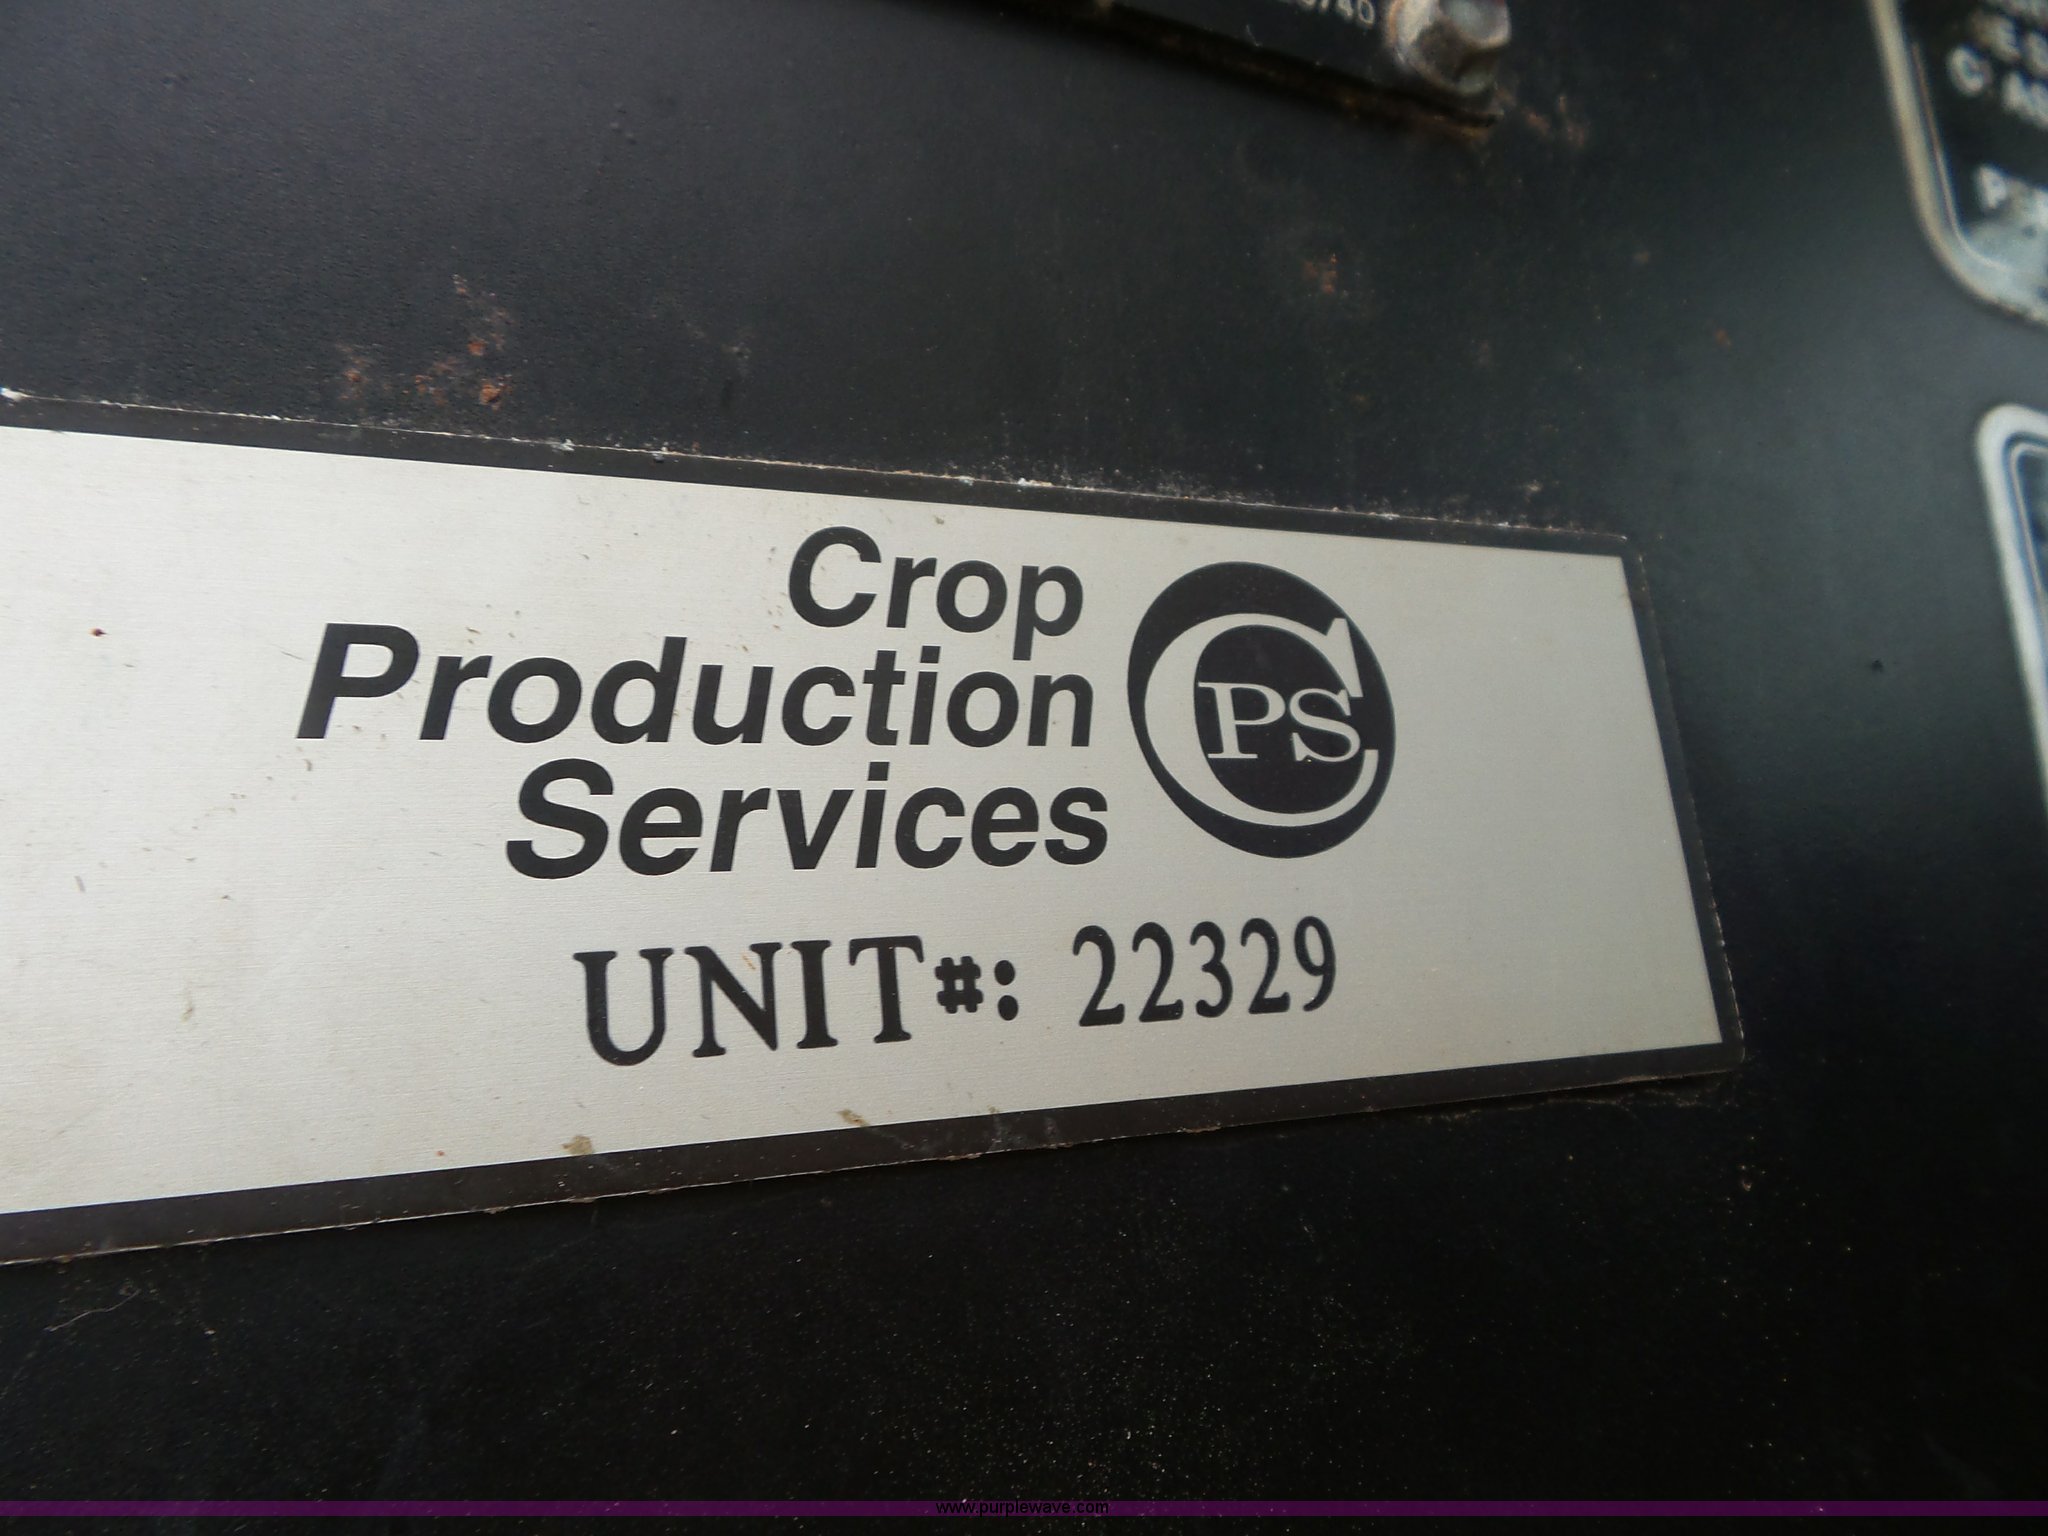 Crop
Production
Services
CPS
UNIT#: 22329
www.purplewave.com